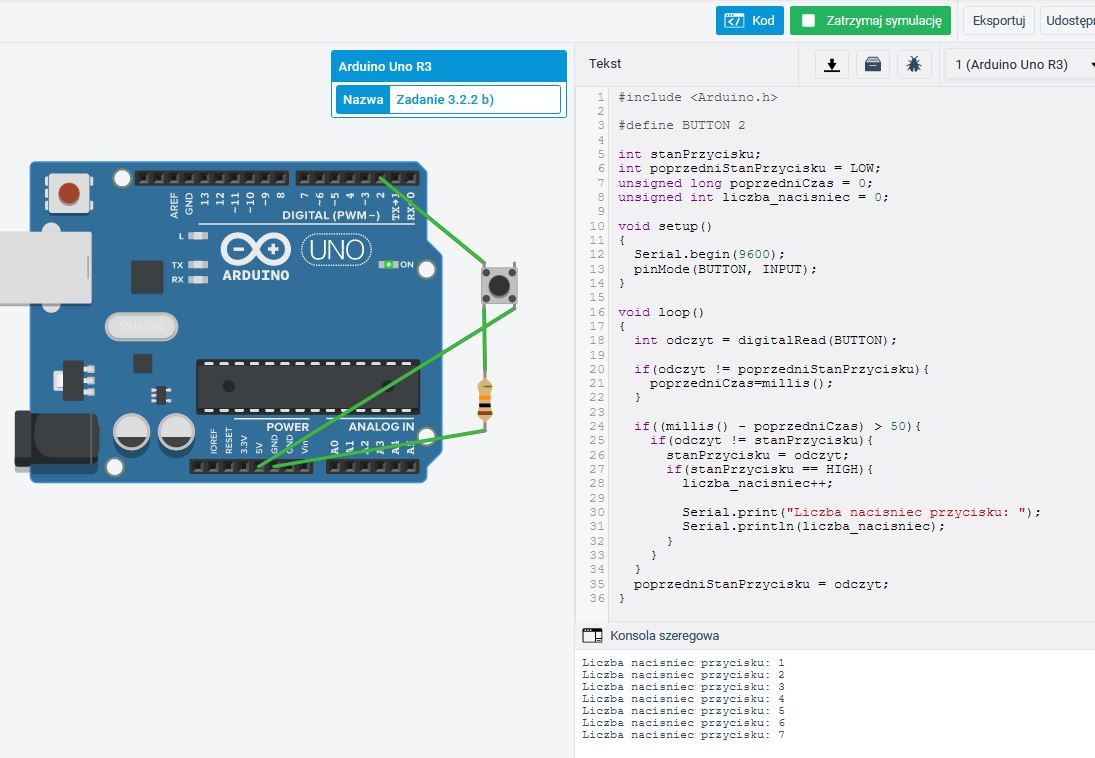 Kod
Zatrzymaj symulację
Eksportuj
Arduino Uno R3
Nazwa
Zadanie 3.2.2 b)
AREF
GND
13
12
~11
~10
~9
8
7
~6
~5
~4
~3
2
TX→1
DIGITAL (PWM~)
L
TX
RX
ARDUINO
UNO
ON
IOREF
RESET
3.3V
5V
GND
GND
Vin
POWER
ANALOG IN
A0
A1
A2
A3
A4
Tekst
1 (Arduino Uno R3)
1 #include <Arduino.h>
2
3 #define BUTTON 2
4
5 int stanPrzycisku;
6 int poprzedniStanPrzycisku = LOW;
7 unsigned long poprzedniCzas = 0;
8 unsigned int liczba_nacisniec = 0;
9
10 void setup()
11 {
12 Serial.begin(9600);
13 pinMode(BUTTON, INPUT);
14 }
15
16 void loop()
17 {
18 int odczyt = digitalRead(BUTTON);
19
20 if(odczyt != poprzedniStanPrzycisku){
21 poprzedniCzas=millis();
22 }
23
24 if((millis() - poprzedniCzas) > 50){
25 if(odczyt != stanPrzycisku){
26 stanPrzycisku = odczyt;
27 if(stanPrzycisku == HIGH){
28 liczba_nacisniec++;
29
30 Serial.print("Liczba nacisniec przycisku: ");
31 Serial.println(liczba_nacisniec);
32 }
33 }
34 }
35 poprzedniStanPrzycisku = odczyt;
36 }
Konsola szeregowa
Liczba nacisniec przycisku: 1
Liczba nacisniec przycisku: 2
Liczba nacisniec przycisku: 3
Liczba nacisniec przycisku: 4
Liczba nacisniec przycisku: 5
Liczba nacisniec przycisku: 6
Liczba nacisniec przycisku: 7